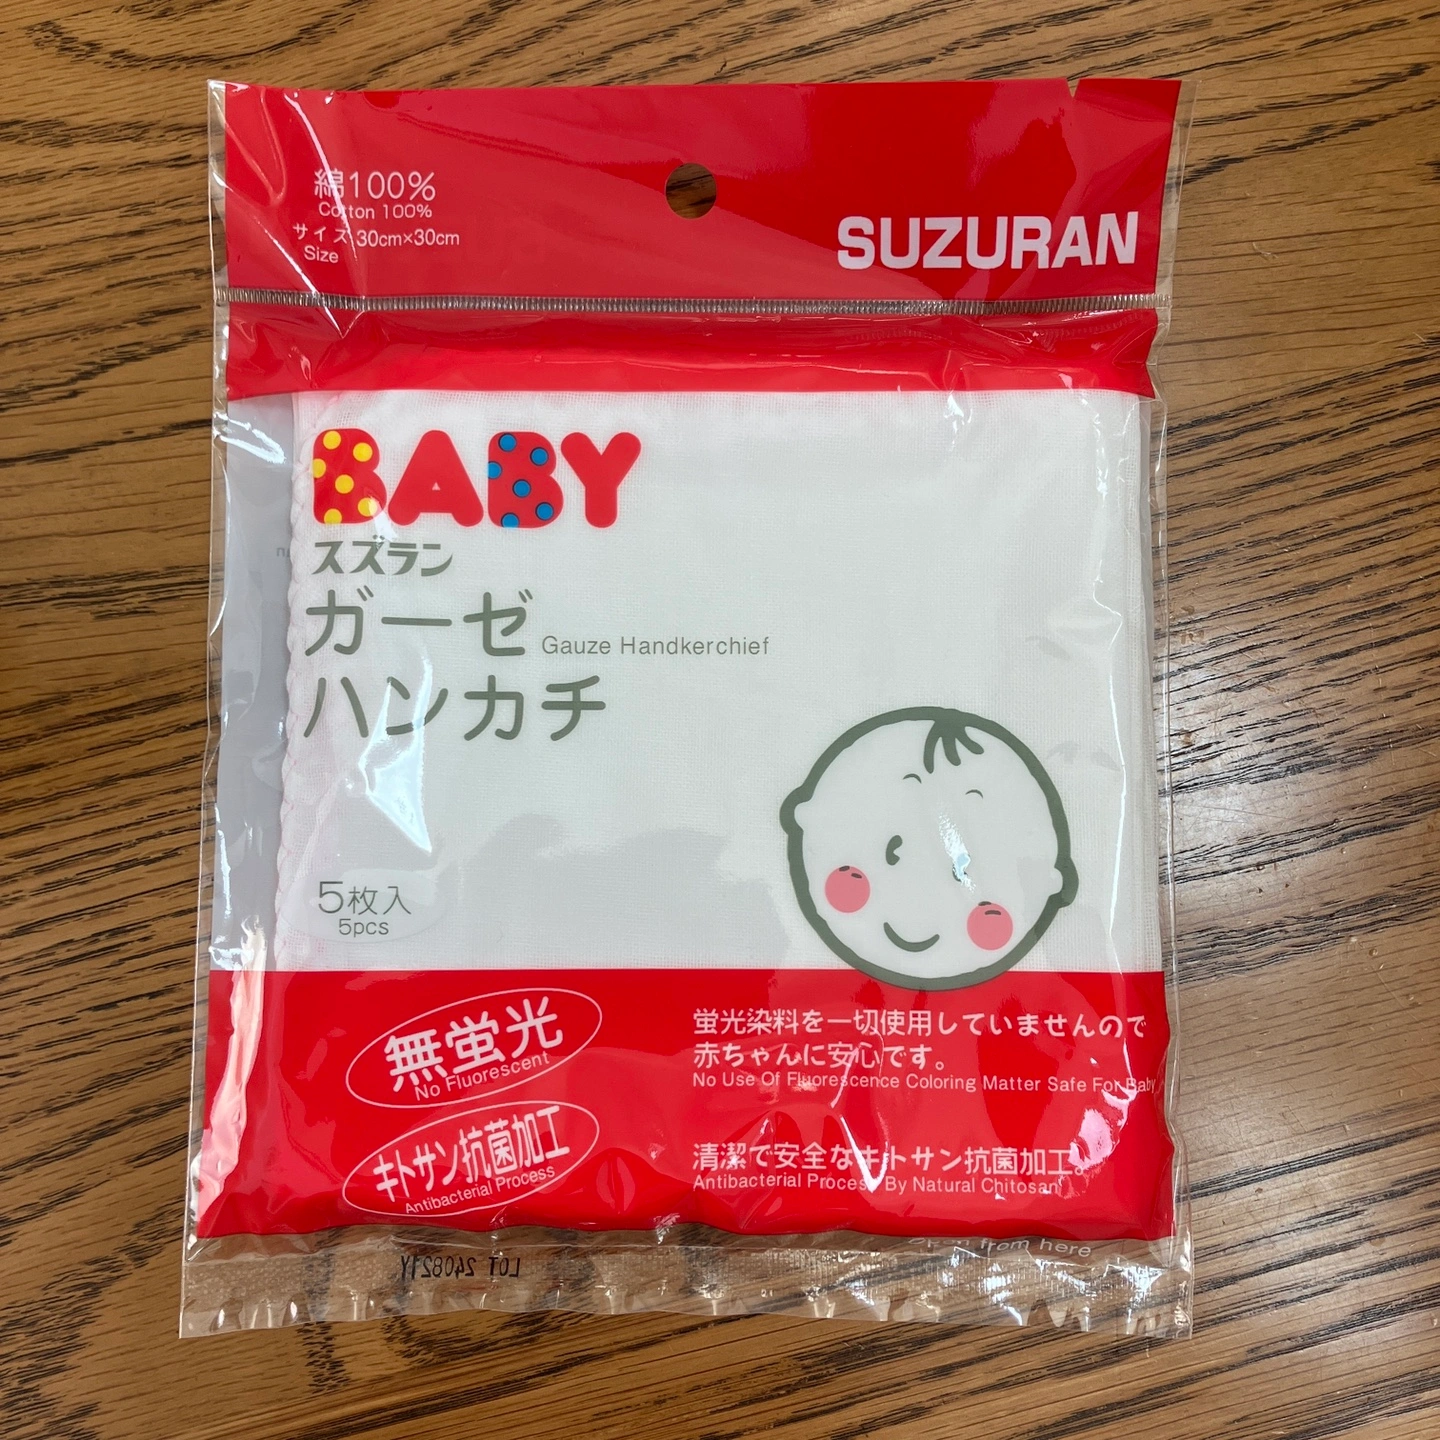 綿100%
Cotton 100%
サイズ 30cm×30cm
Size
SUZURAN
BABY
スズラン
ガーゼ
Gauze Handkerchief
ハンカチ
5枚入
5pcs
無蛍光
No Fluorescent
キトサン抗菌加工
Antibacterial Process
蛍光染料を一切使用していませんので
赤ちゃんに安心です。
No Use Of Fluorescence Coloring Matter Safe For Baby
清潔で安全なキトサン抗菌加工。
Antibacterial Process By Natural Chitosan
Open from here
LOT 240821Y